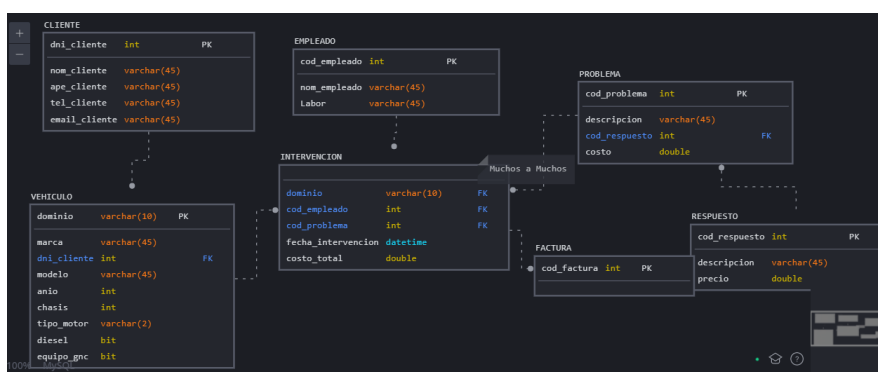 CLIENTE
dni_cliente int PK
nom_cliente varchar(45)
ape_cliente varchar(45)
tel_cliente varchar(45)
email_cliente varchar(45)
EMPLEADO
cod_empleado int PK
nom_empleado varchar(45)
Labor varchar(45)
PROBLEMA
cod_problema int PK
descripcion varchar(45)
cod_respuesto int FK
costo double
INTERVENCION
Muchos a Muchos
dominio varchar(10) FK
cod_empleado int FK
cod_problema int FK
fecha_intervencion datetime
costo_total double
VEHICULO
dominio varchar(10) PK
marca varchar(45)
dni_cliente int FK
modelo varchar(45)
anio int
chasis int
tipo_motor varchar(2)
diesel bit
equipo_gnc bit
FACTURA
cod_factura int PK
RESPUESTO
cod_respuesto int PK
descripcion varchar(45)
precio double
100% MySQL